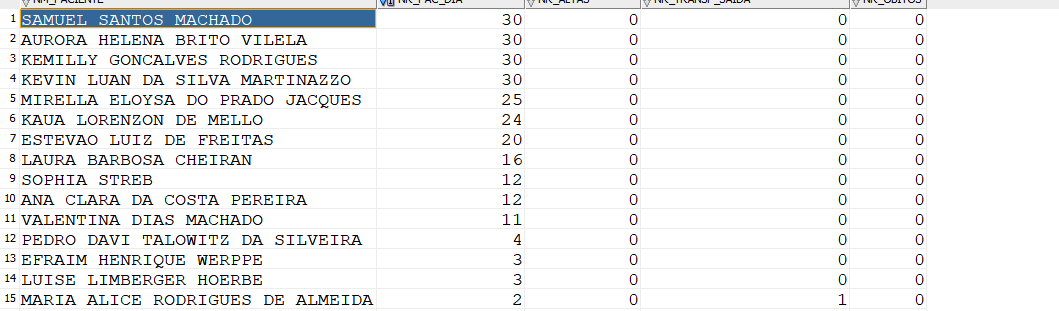 NM_PACIENTE NR_PAC_DIA NR_ALTAS NR_TRANSF_SAIDA NR_OBITOS
1 SAMUEL SANTOS MACHADO 30 0 0 0
2 AURORA HELENA BRITO VILELA 30 0 0 0
3 KEMILLY GONCALVES RODRIGUES 30 0 0 0
4 KEVIN LUAN DA SILVA MARTINAZZO 30 0 0 0
5 MIRELLA ELOYSA DO PRADO JACQUES 25 0 0 0
6 KAUA LORENZON DE MELLO 24 0 0 0
7 ESTEVAO LUIZ DE FREITAS 20 0 0 0
8 LAURA BARBOSA CHEIRAN 16 0 0 0
9 SOPHIA STREB 12 0 0 0
10 ANA CLARA DA COSTA PEREIRA 12 0 0 0
11 VALENTINA DIAS MACHADO 11 0 0 0
12 PEDRO DAVI TALOWITZ DA SILVEIRA 4 0 0 0
13 EFRAIM HENRIQUE WERPPE 3 0 0 0
14 LUISE LIMBERGER HOERBE 3 0 0 0
15 MARIA ALICE RODRIGUES DE ALMEIDA 2 0 1 0